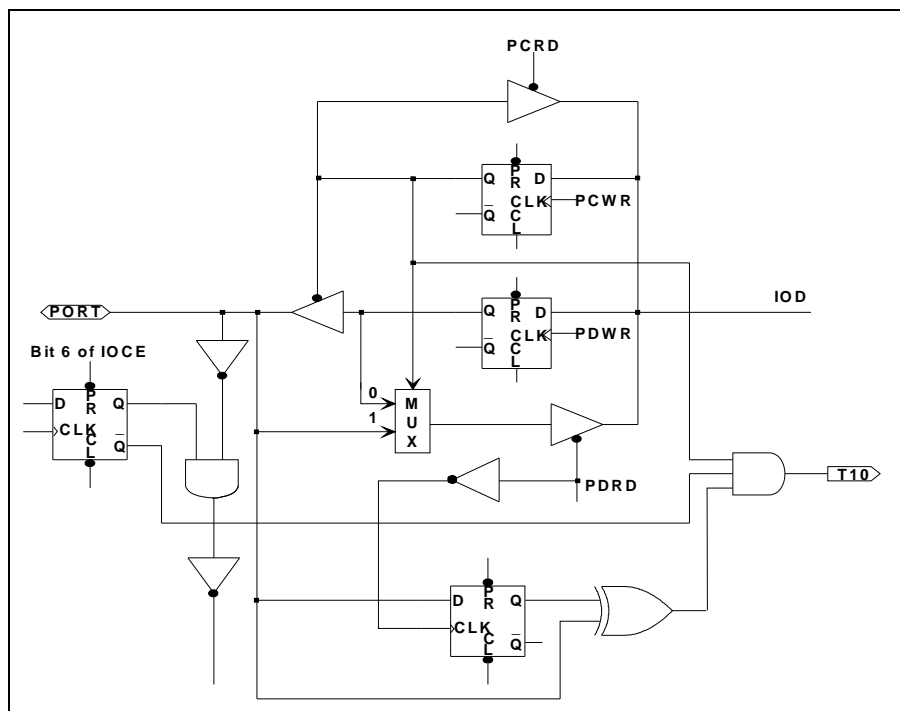 PCRD
PR
Q D
CLK PCWR
Q
CL
PORT
IOD
PR
Q D
CLK PDWR
Q
CL
Bit 6 of IOCE
PR
D Q
CLK
Q
CL
0
1
MUX
PDRD
T10
PR
D Q
CLK
Q
CL